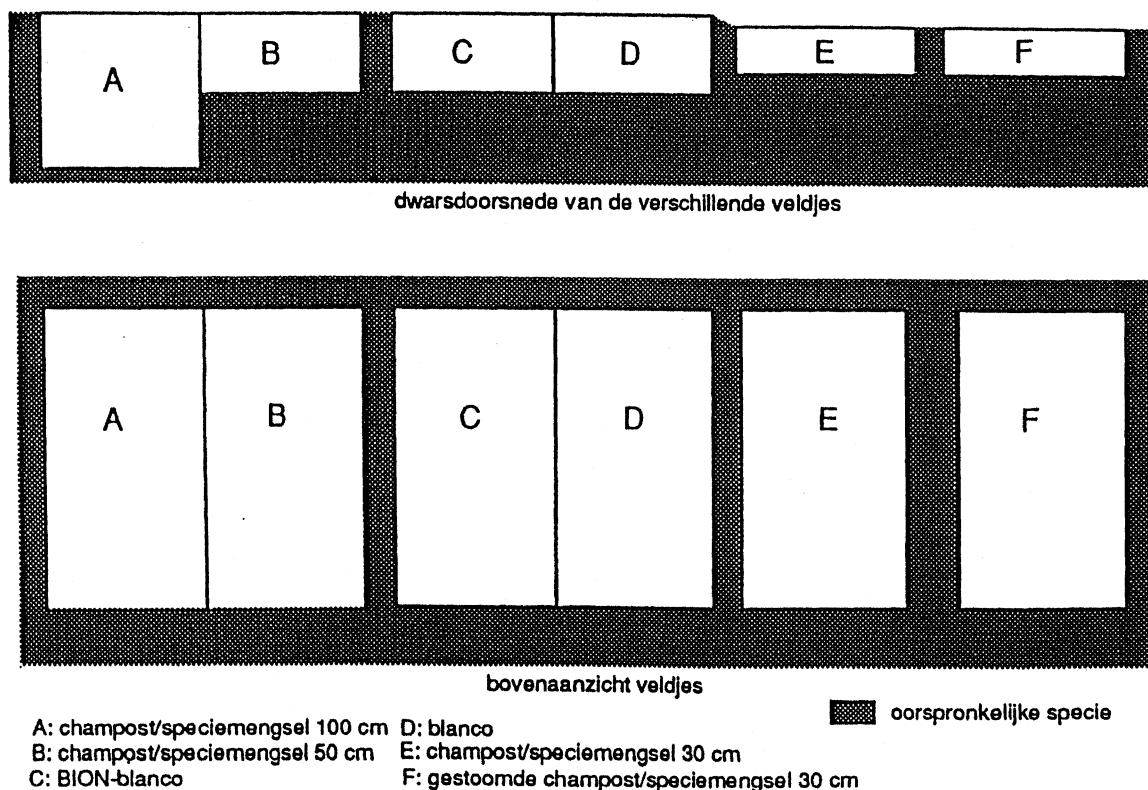 A B C D E F
dwarsdoorsnede van de verschillende veldjes
A B C D E F
bovenaanzicht veldjes
oorspronkelijke specie
A: champost/speciemengsel 100 cm D: blanco
B: champost/speciemengsel 50 cm E: champost/speciemengsel 30 cm
C: BION-blanco F: gestoomde champost/speciemengsel 30 cm